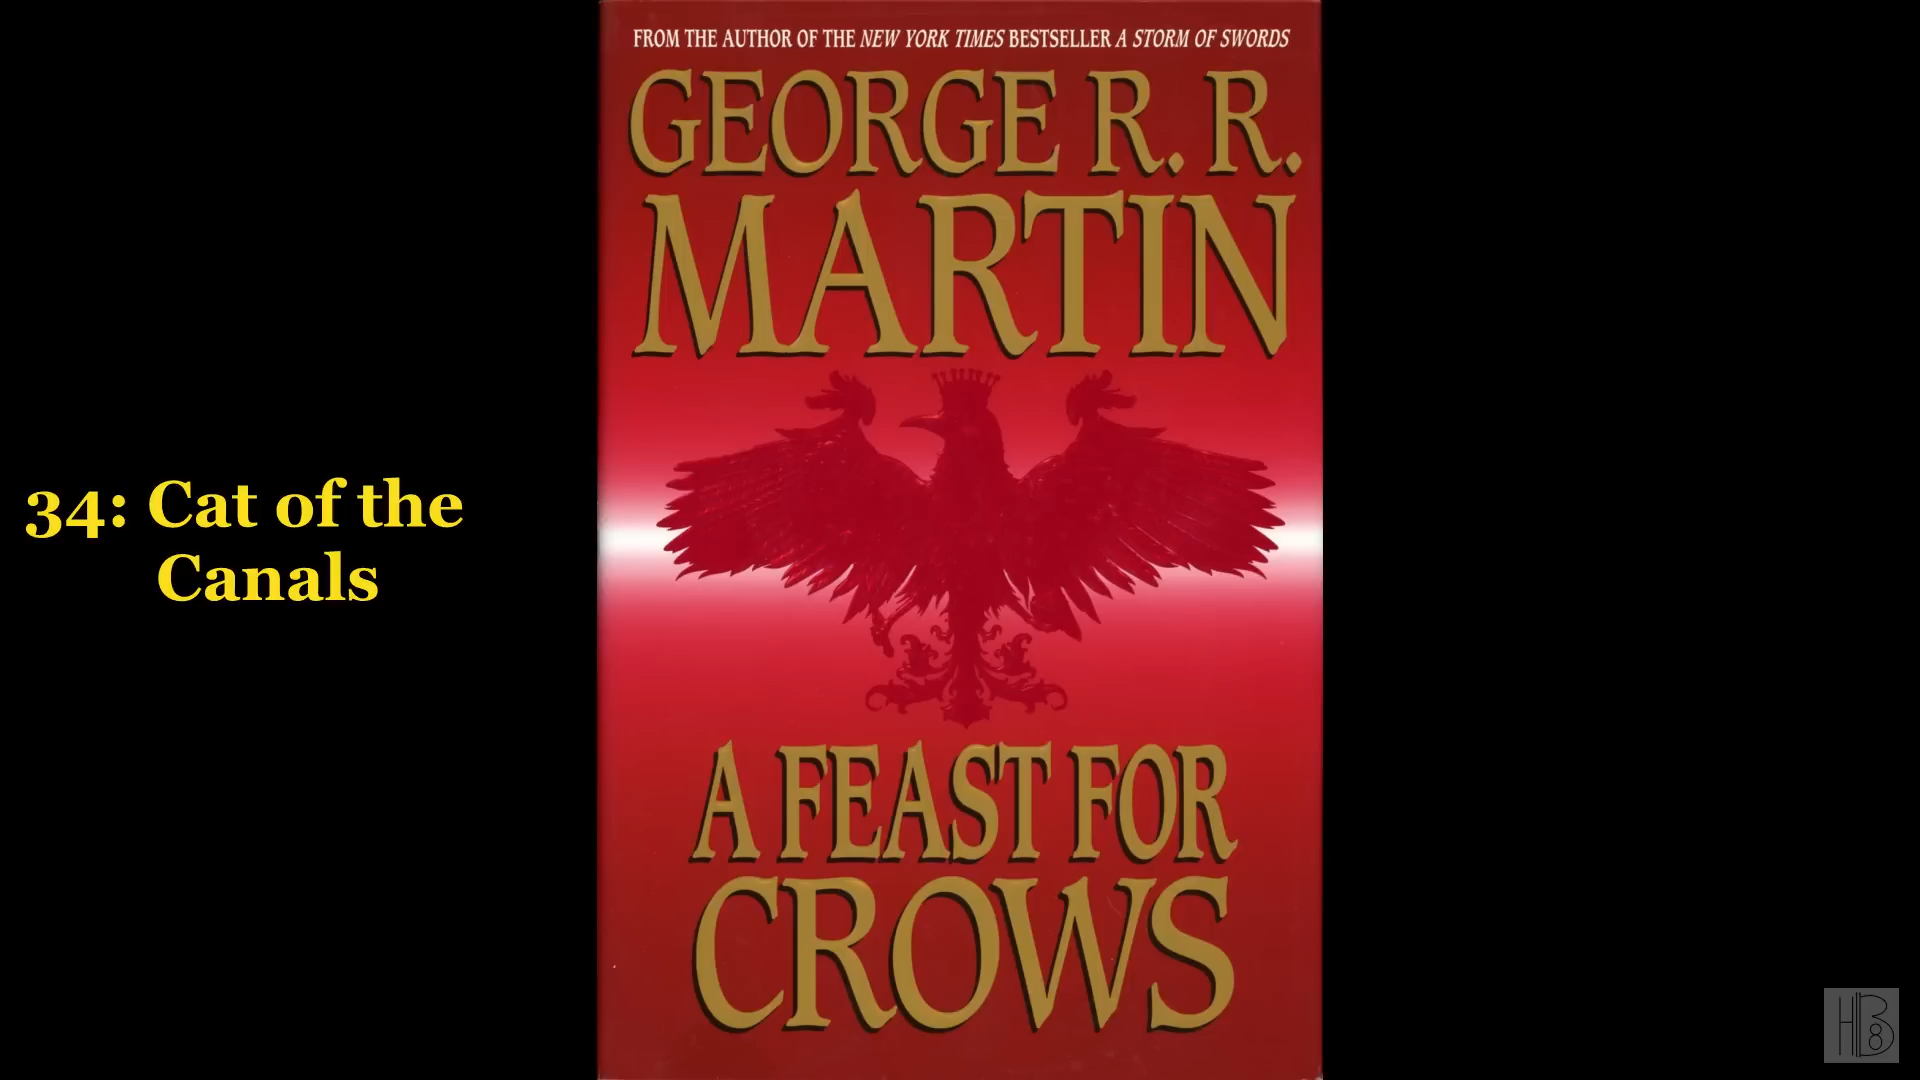 34: Cat of the
Canals
FROM THE AUTHOR OF THE NEW YORK TIMES BESTSELLER A STORM OF SWORDS
GEORGE R. R.
MARTIN
A FEAST FOR
CROWS
HB8